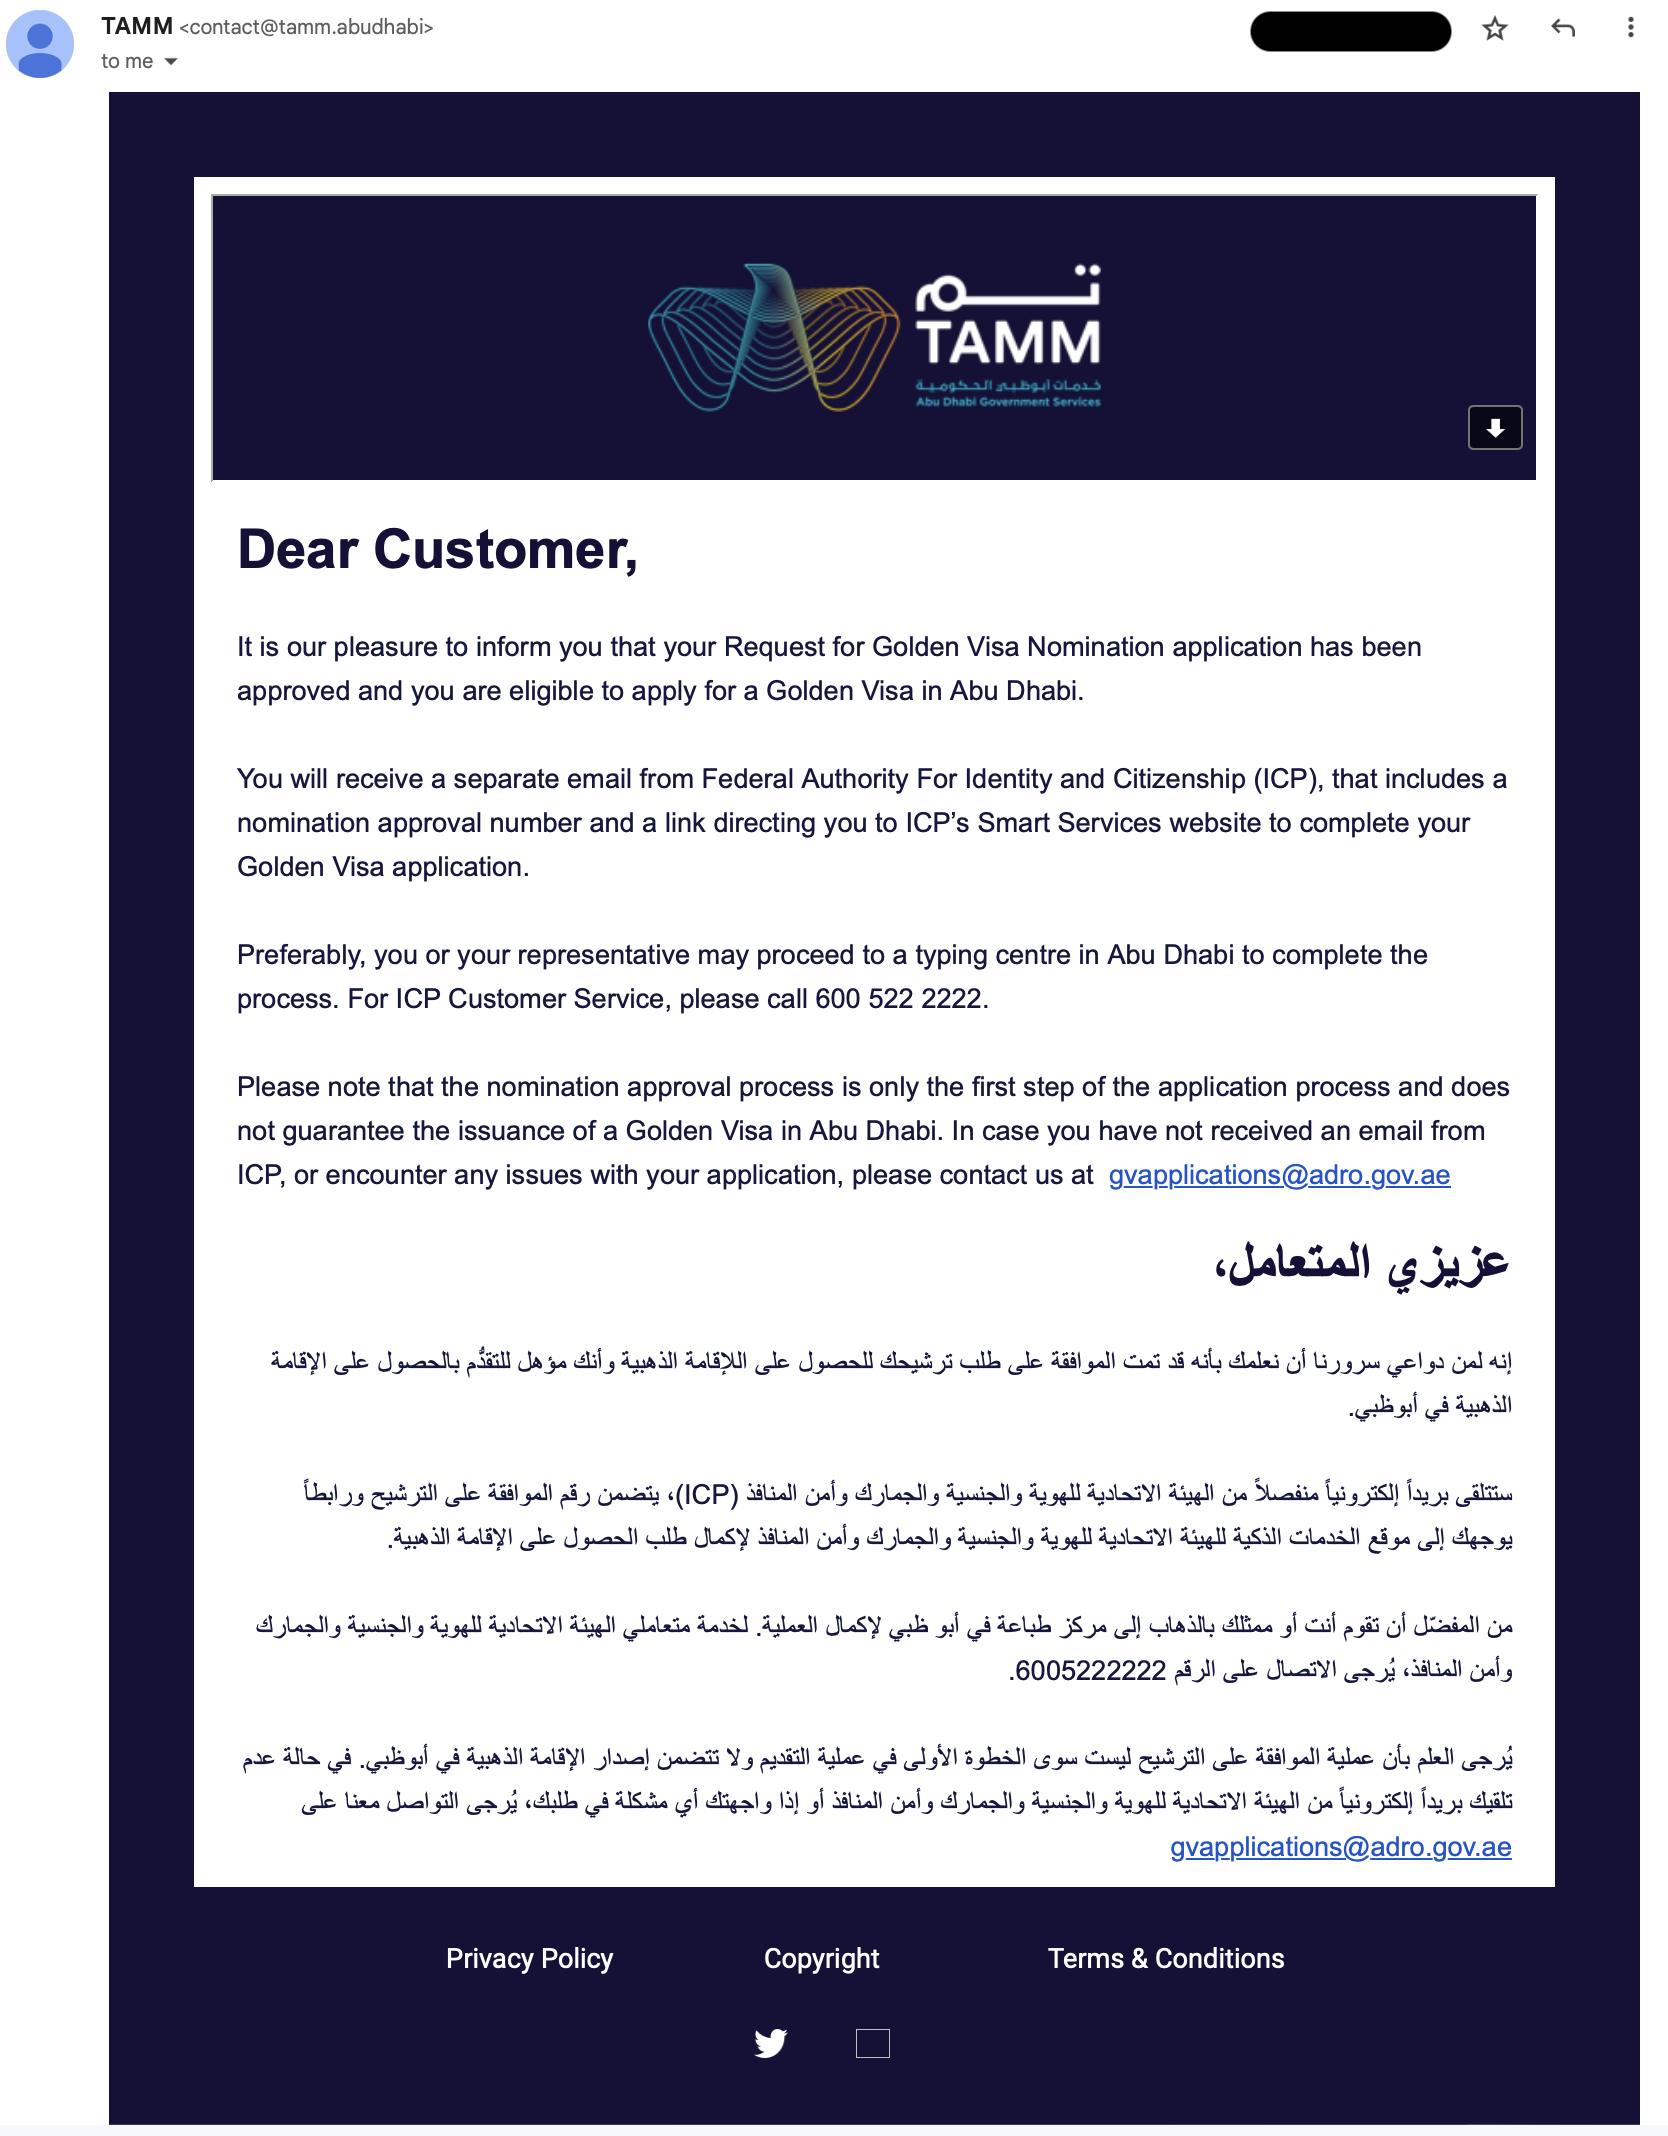 TAMM <contact@tamm.abudhabi>
to me
تم
TAMM
خدمات أبوظبي الحكومية
Abu Dhabi Government Services
Dear Customer,
It is our pleasure to inform you that your Request for Golden Visa Nomination application has been
approved and you are eligible to apply for a Golden Visa in Abu Dhabi.
You will receive a separate email from Federal Authority For Identity and Citizenship (ICP), that includes a
nomination approval number and a link directing you to ICP’s Smart Services website to complete your
Golden Visa application.
Preferably, you or your representative may proceed to a typing centre in Abu Dhabi to complete the
process. For ICP Customer Service, please call 600 522 2222.
Please note that the nomination approval process is only the first step of the application process and does
not guarantee the issuance of a Golden Visa in Abu Dhabi. In case you have not received an email from
ICP, or encounter any issues with your application, please contact us at gvapplications@adro.gov.ae
عزيزي المتعامل،
إنه لمن دواعي سرورنا أن نعلمك بأنه قد تمت الموافقة على طلب ترشيحك للحصول على اللإقامة الذهبية وأنك مؤهل للتقدُّم بالحصول على الإقامة
الذهبية في أبوظبي.
ستتلقى بريداً إلكترونياً منفصلاً من الهيئة الاتحادية للهوية والجنسية والجمارك وأمن المنافذ (ICP)، يتضمن رقم الموافقة على الترشيح ورابطاً
يوجهك إلى موقع الخدمات الذكية للهيئة الاتحادية للهوية والجنسية والجمارك وأمن المنافذ لإكمال طلب الحصول على الإقامة الذهبية.
من المفضّل أن تقوم أنت أو ممثلك بالذهاب إلى مركز طباعة في أبو ظبي لإكمال العملية. لخدمة متعاملي الهيئة الاتحادية للهوية والجنسية والجمارك
وأمن المنافذ، يُرجى الاتصال على الرقم 6005222222.
يُرجى العلم بأن عملية الموافقة على الترشيح ليست سوى الخطوة الأولى في عملية التقديم ولا تتضمن إصدار الإقامة الذهبية في أبوظبي. في حالة عدم
تلقيك بريداً إلكترونياً من الهيئة الاتحادية للهوية والجنسية والجمارك وأمن المنافذ أو إذا واجهتك أي مشكلة في طلبك، يُرجى التواصل معنا على
gvapplications@adro.gov.ae
Privacy Policy
Copyright
Terms & Conditions